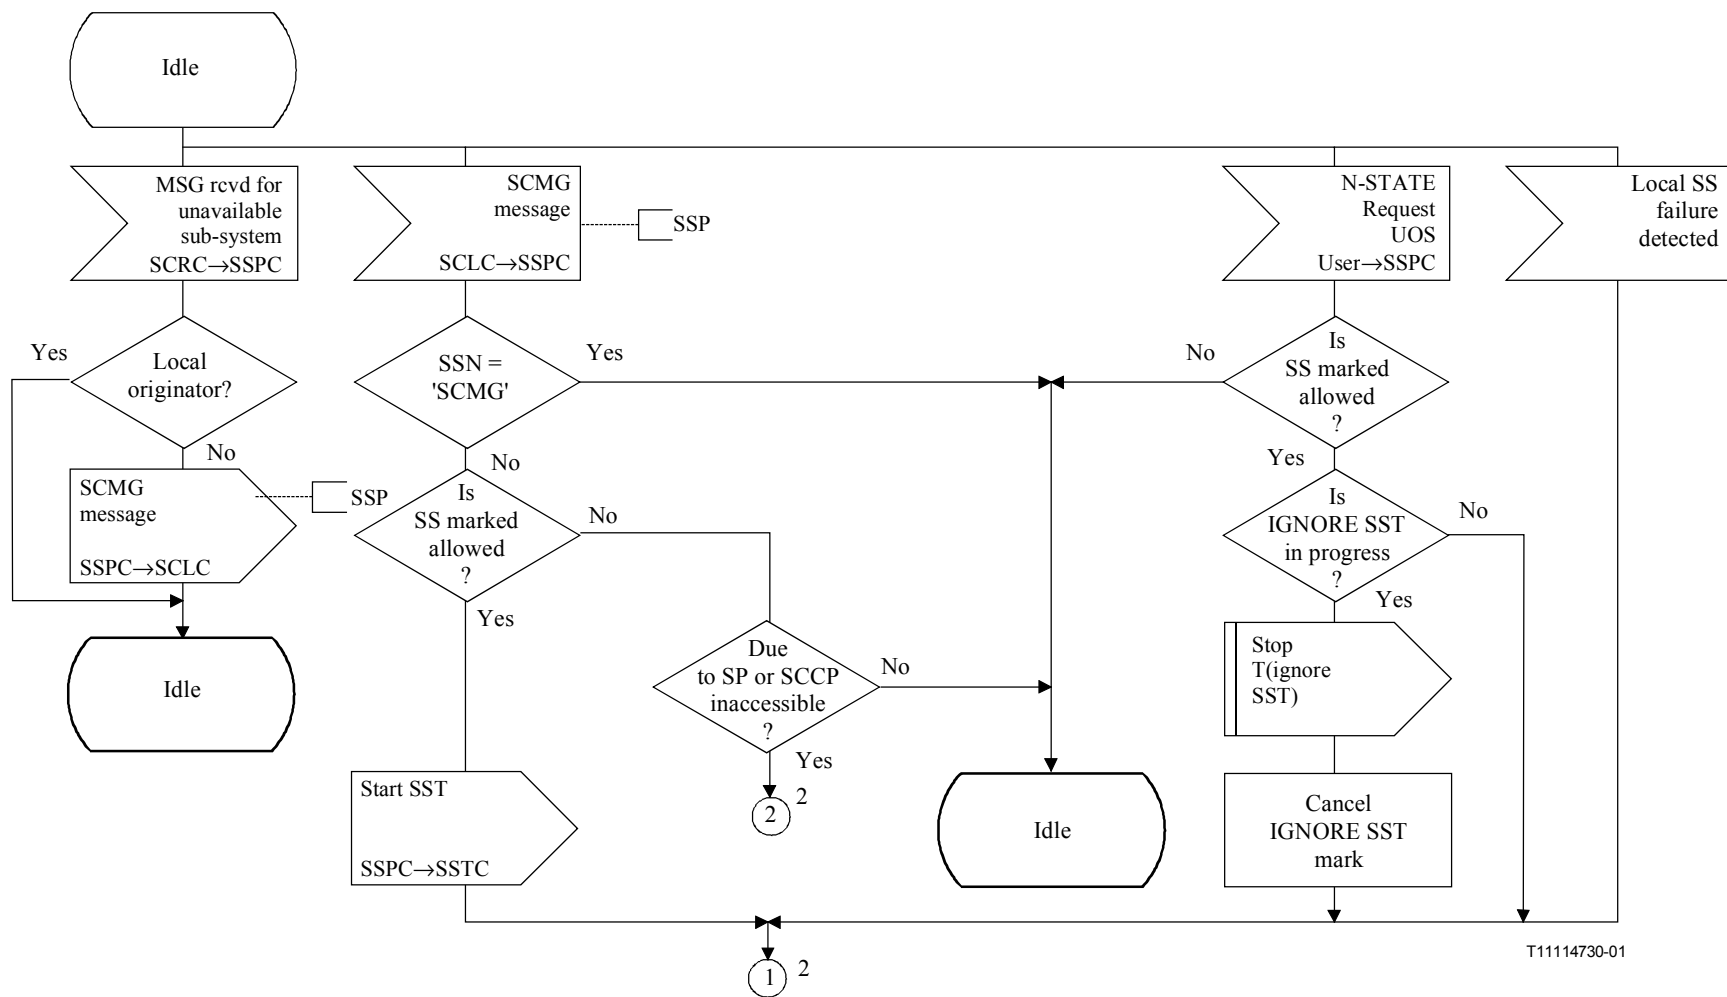 Idle
MSG rcvd for
unavailable
sub-system
SCRC→SSPC
SCMG
message
SCLC→SSPC
SSP
N-STATE
Request
UOS
User→SSPC
Local SS
failure
detected
Yes
Local
originator?
No
SSN =
'SCMG'
Yes
No
No
Is
SS marked
allowed
?
Yes
SCMG
message
SSPC→SCLC
SSP
Is
SS marked
allowed
?
No
Yes
Is
IGNORE SST
in progress
?
No
Yes
Idle
Due
to SP or SCCP
inaccessible
?
No
Yes
Stop
T(ignore
SST)
Start SST
SSPC→SSTC
2
2
Idle
Cancel
IGNORE SST
mark
1
2
T11114730-01